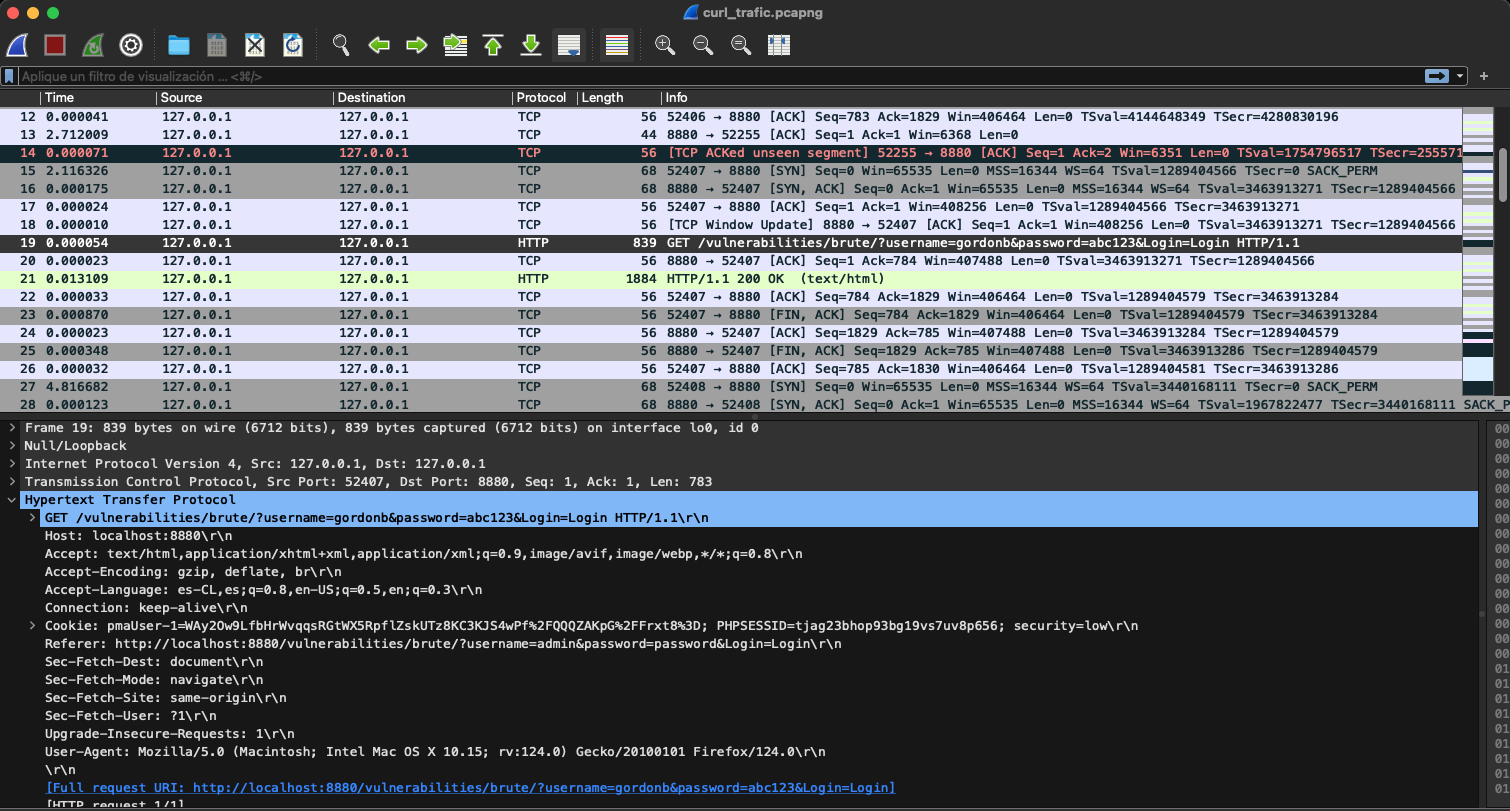 curl_trafic.pcapng
Aplique un filtro de visualización ... <⌘/>
+
Time Source Destination Protocol Length Info
12 0.000041 127.0.0.1 127.0.0.1 TCP 56 52406 → 8880 [ACK] Seq=783 Ack=1829 Win=406464 Len=0 TSval=4144648349 TSecr=4280830196
13 2.712009 127.0.0.1 127.0.0.1 TCP 44 8880 → 52255 [ACK] Seq=1 Ack=1 Win=6368 Len=0
14 0.000071 127.0.0.1 127.0.0.1 TCP 56 [TCP ACKed unseen segment] 52255 → 8880 [ACK] Seq=1 Ack=2 Win=6351 Len=0 TSval=1754796517 TSecr=255571
15 2.116326 127.0.0.1 127.0.0.1 TCP 68 52407 → 8880 [SYN] Seq=0 Win=65535 Len=0 MSS=16344 WS=64 TSval=1289404566 TSecr=0 SACK_PERM
16 0.000175 127.0.0.1 127.0.0.1 TCP 68 8880 → 52407 [SYN, ACK] Seq=0 Ack=1 Win=65535 Len=0 MSS=16344 WS=64 TSval=3463913271 TSecr=1289404566
17 0.000024 127.0.0.1 127.0.0.1 TCP 56 52407 → 8880 [ACK] Seq=1 Ack=1 Win=408256 Len=0 TSval=1289404566 TSecr=3463913271
18 0.000010 127.0.0.1 127.0.0.1 TCP 56 [TCP Window Update] 8880 → 52407 [ACK] Seq=1 Ack=1 Win=408256 Len=0 TSval=3463913271 TSecr=1289404566
19 0.000054 127.0.0.1 127.0.0.1 HTTP 839 GET /vulnerabilities/brute/?username=gordonb&password=abc123&Login=Login HTTP/1.1
20 0.000023 127.0.0.1 127.0.0.1 TCP 56 8880 → 52407 [ACK] Seq=1 Ack=784 Win=407488 Len=0 TSval=3463913271 TSecr=1289404566
21 0.013109 127.0.0.1 127.0.0.1 HTTP 1884 HTTP/1.1 200 OK (text/html)
22 0.000033 127.0.0.1 127.0.0.1 TCP 56 52407 → 8880 [ACK] Seq=784 Ack=1829 Win=406464 Len=0 TSval=1289404579 TSecr=3463913284
23 0.000870 127.0.0.1 127.0.0.1 TCP 56 52407 → 8880 [FIN, ACK] Seq=784 Ack=1829 Win=406464 Len=0 TSval=1289404579 TSecr=3463913284
24 0.000023 127.0.0.1 127.0.0.1 TCP 56 8880 → 52407 [ACK] Seq=1829 Ack=785 Win=407488 Len=0 TSval=3463913284 TSecr=1289404579
25 0.000348 127.0.0.1 127.0.0.1 TCP 56 8880 → 52407 [FIN, ACK] Seq=1829 Ack=785 Win=407488 Len=0 TSval=3463913286 TSecr=1289404579
26 0.000032 127.0.0.1 127.0.0.1 TCP 56 52407 → 8880 [ACK] Seq=785 Ack=1830 Win=406464 Len=0 TSval=1289404581 TSecr=3463913286
27 4.816682 127.0.0.1 127.0.0.1 TCP 68 52408 → 8880 [SYN] Seq=0 Win=65535 Len=0 MSS=16344 WS=64 TSval=3440168111 TSecr=0 SACK_PERM
28 0.000123 127.0.0.1 127.0.0.1 TCP 68 8880 → 52408 [SYN, ACK] Seq=0 Ack=1 Win=65535 Len=0 MSS=16344 WS=64 TSval=1967822477 TSecr=3440168111 SACK_P
Frame 19: 839 bytes on wire (6712 bits), 839 bytes captured (6712 bits) on interface lo0, id 0
Null/Loopback
Internet Protocol Version 4, Src: 127.0.0.1, Dst: 127.0.0.1
Transmission Control Protocol, Src Port: 52407, Dst Port: 8880, Seq: 1, Ack: 1, Len: 783
Hypertext Transfer Protocol
GET /vulnerabilities/brute/?username=gordonb&password=abc123&Login=Login HTTP/1.1\r\n
Host: localhost:8880\r\n
Accept: text/html,application/xhtml+xml,application/xml;q=0.9,image/avif,image/webp,*/*;q=0.8\r\n
Accept-Encoding: gzip, deflate, br\r\n
Accept-Language: es-CL,es;q=0.8,en-US;q=0.5,en;q=0.3\r\n
Connection: keep-alive\r\n
Cookie: pmaUser-1=WAy2Ow9LfbHrWvqqsRGtWX5RpflZskUTz8KC3KJS4wPf%2FQQQZAKpG%2FFrxt8%3D; PHPSESSID=tjag23bhop93bg19vs7uv8p656; security=low\r\n
Referer: http://localhost:8880/vulnerabilities/brute/?username=admin&password=password&Login=Login\r\n
Sec-Fetch-Dest: document\r\n
Sec-Fetch-Mode: navigate\r\n
Sec-Fetch-Site: same-origin\r\n
Sec-Fetch-User: ?1\r\n
Upgrade-Insecure-Requests: 1\r\n
User-Agent: Mozilla/5.0 (Macintosh; Intel Mac OS X 10.15; rv:124.0) Gecko/20100101 Firefox/124.0\r\n
\r\n
[Full request URI: http://localhost:8880/vulnerabilities/brute/?username=gordonb&password=abc123&Login=Login]
[HTTP request 1/1]